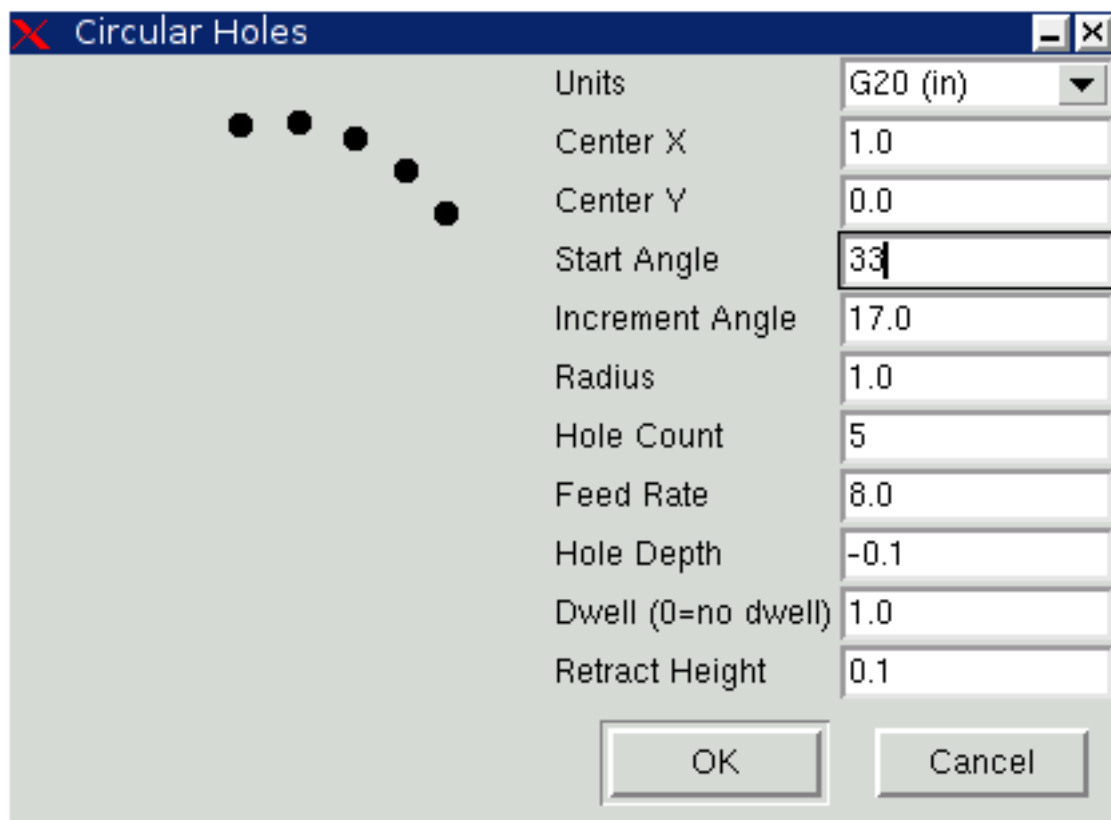 Circular Holes
Units G20 (in)
Center X 1.0
Center Y 0.0
Start Angle 33
Increment Angle 17.0
Radius 1.0
Hole Count 5
Feed Rate 8.0
Hole Depth -0.1
Dwell (0=no dwell) 1.0
Retract Height 0.1
OK Cancel